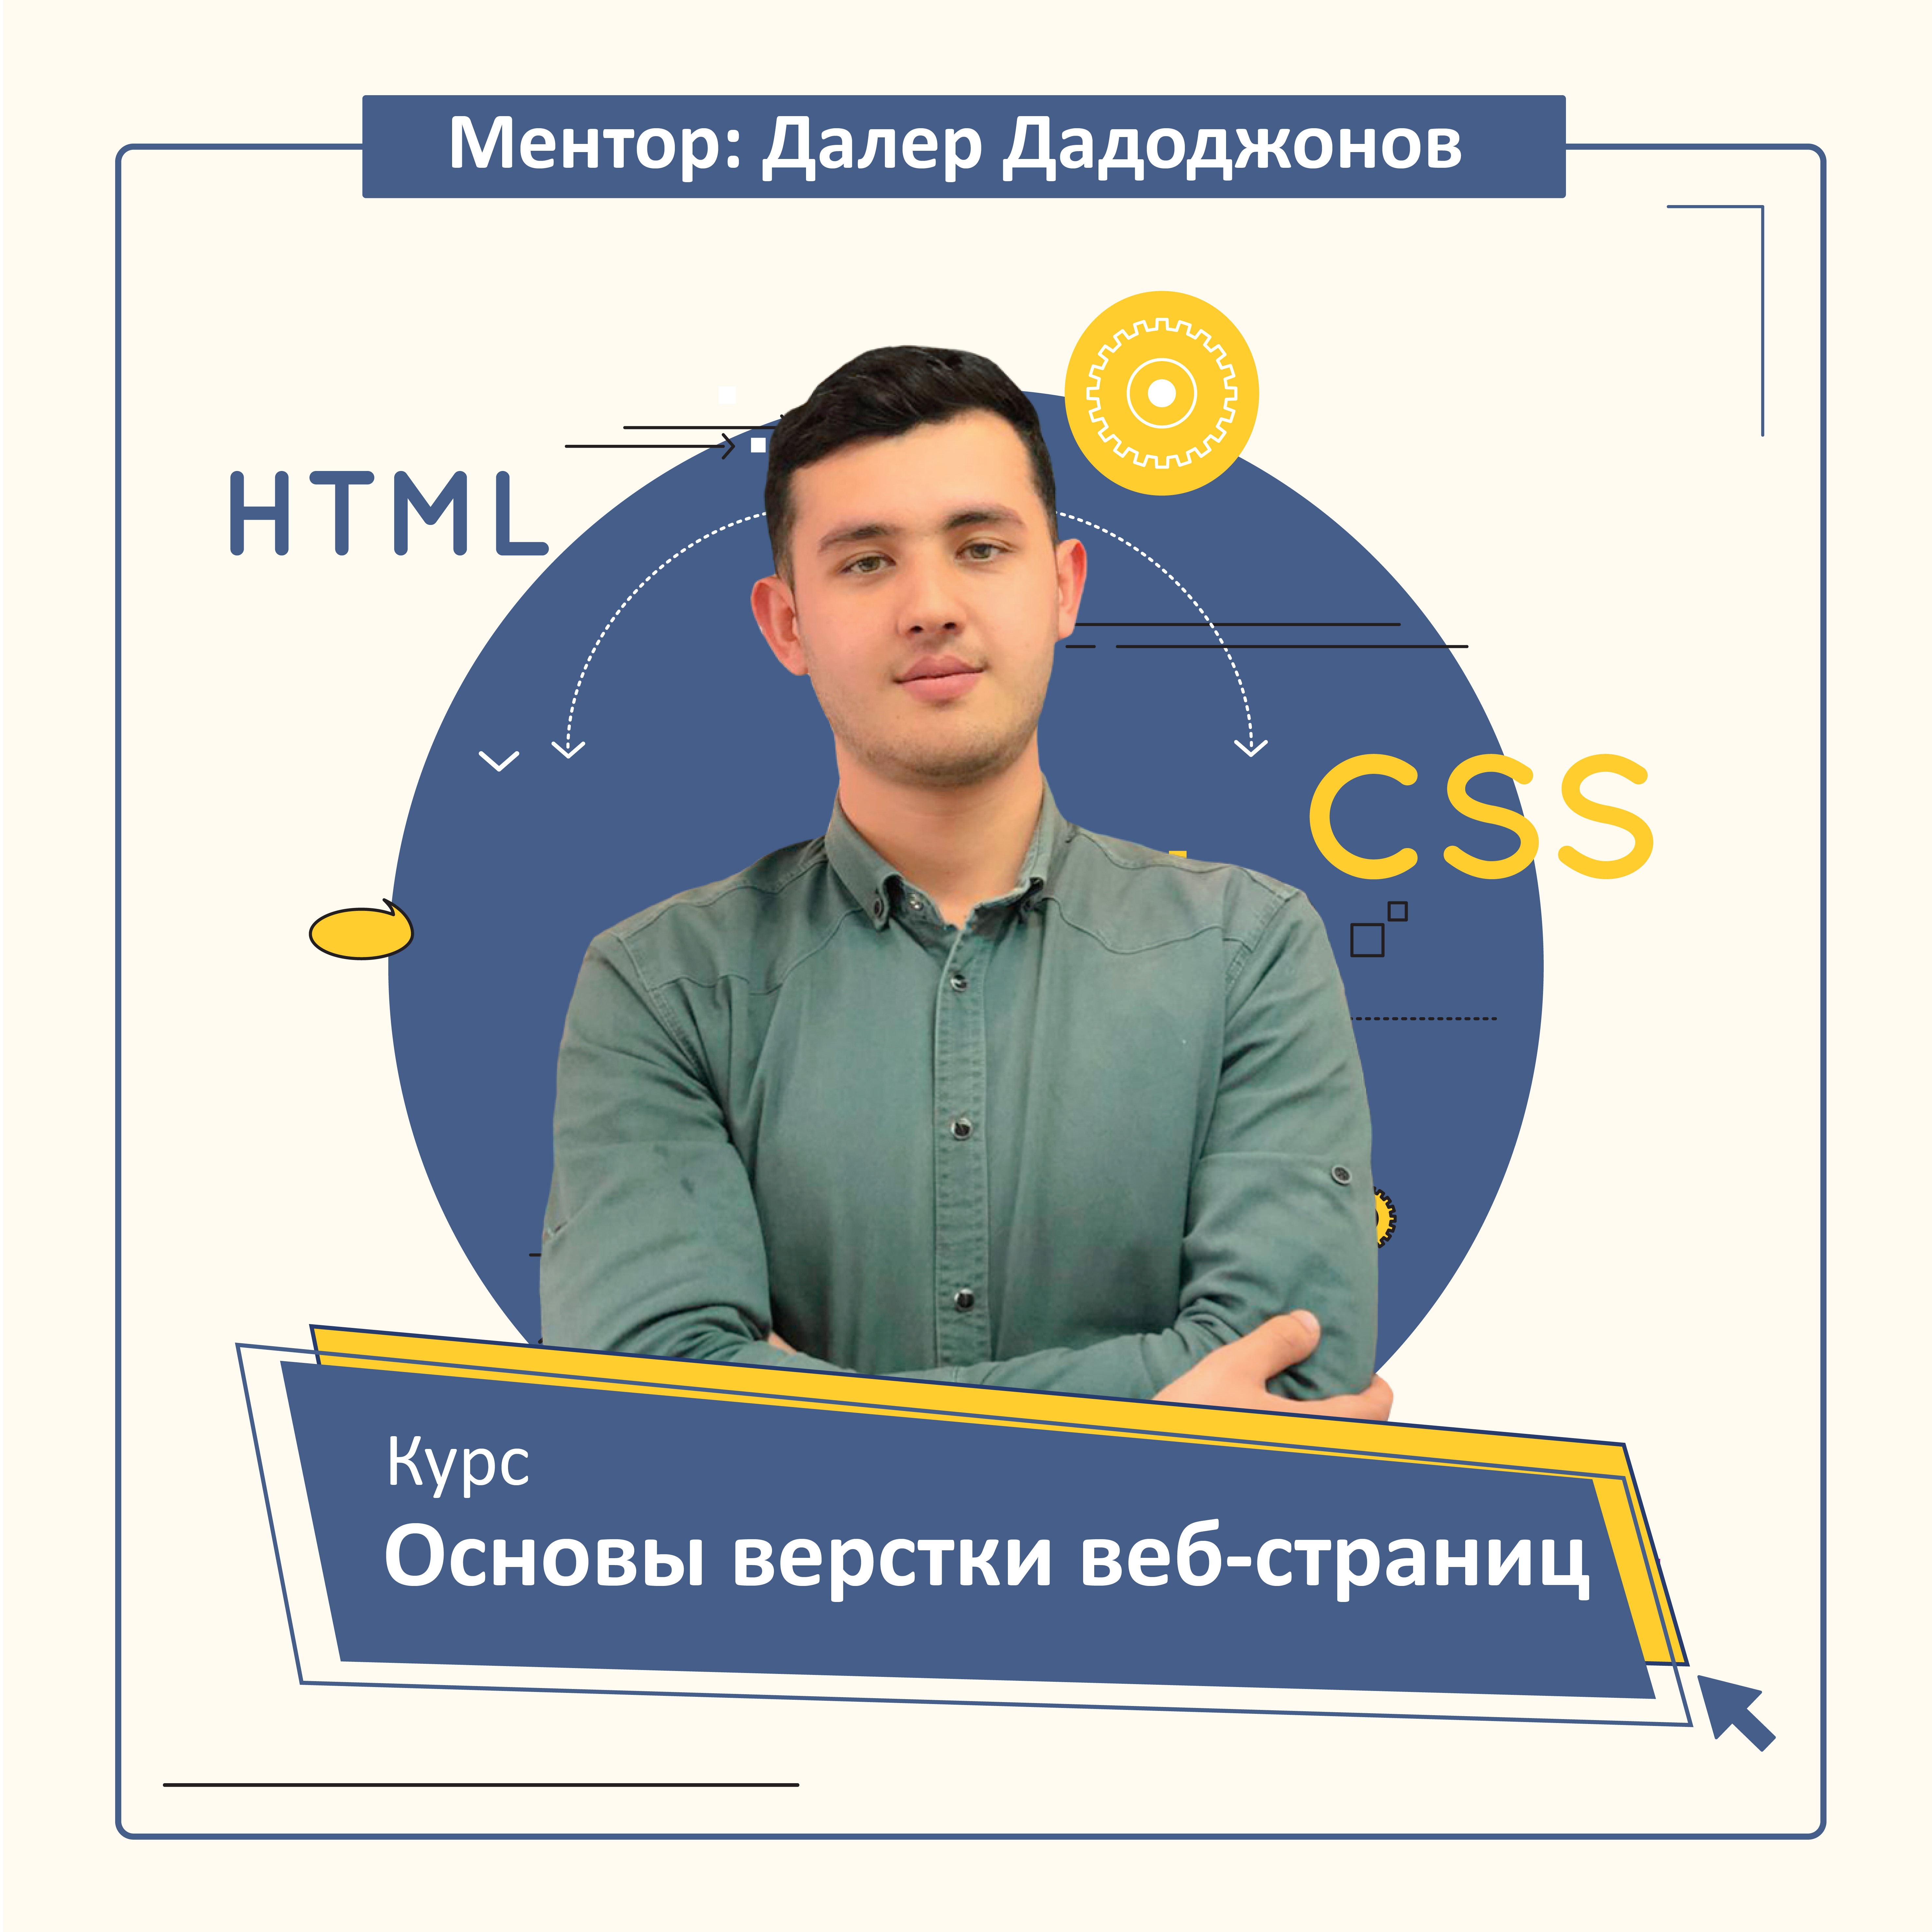 Ментор: Далер Дадоджонов
HTML
CSS
Курс
Основы верстки веб-страниц